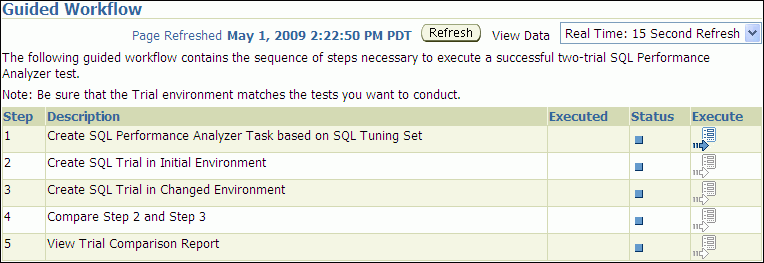 Guided Workflow
Page Refreshed May 1, 2009 2:22:50 PM PDT Refresh View Data Real Time: 15 Second Refresh
The following guided workflow contains the sequence of steps necessary to execute a successful two-trial SQL Performance
Analyzer test.
Note: Be sure that the Trial environment matches the tests you want to conduct.
Step Description Executed Status Execute
1 Create SQL Performance Analyzer Task based on SQL Tuning Set
2 Create SQL Trial in Initial Environment
3 Create SQL Trial in Changed Environment
4 Compare Step 2 and Step 3
5 View Trial Comparison Report